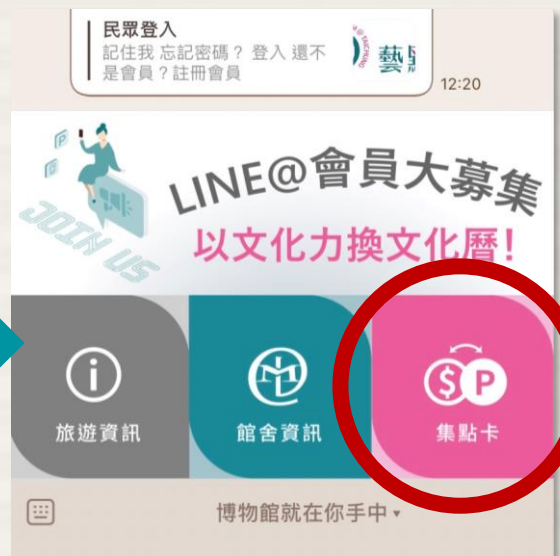 民眾登入
記住我 忘記密碼？ 登入 還不
是會員？註冊會員
藝
12:20
P
JOIN US
LINE@會員大募集
以文化力換文化曆！
i
$ P
旅遊資訊
館舍資訊
集點卡
博物館就在你手中▾